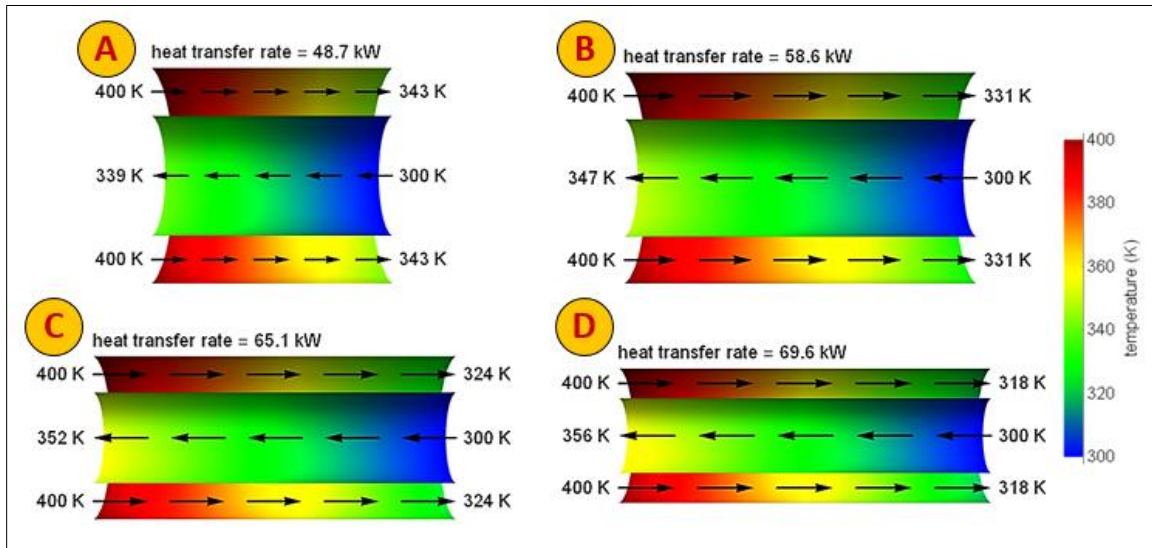 A
heat transfer rate = 48.7 kW
400 K 343 K
339 K 300 K
400 K 343 K
B
heat transfer rate = 58.6 kW
400 K 331 K
347 K 300 K
400 K 331 K
C
heat transfer rate = 65.1 kW
400 K 324 K
352 K 300 K
400 K 324 K
D
heat transfer rate = 69.6 kW
400 K 318 K
356 K 300 K
400 K 318 K
400
380
360
340
320
300
temperature (K)